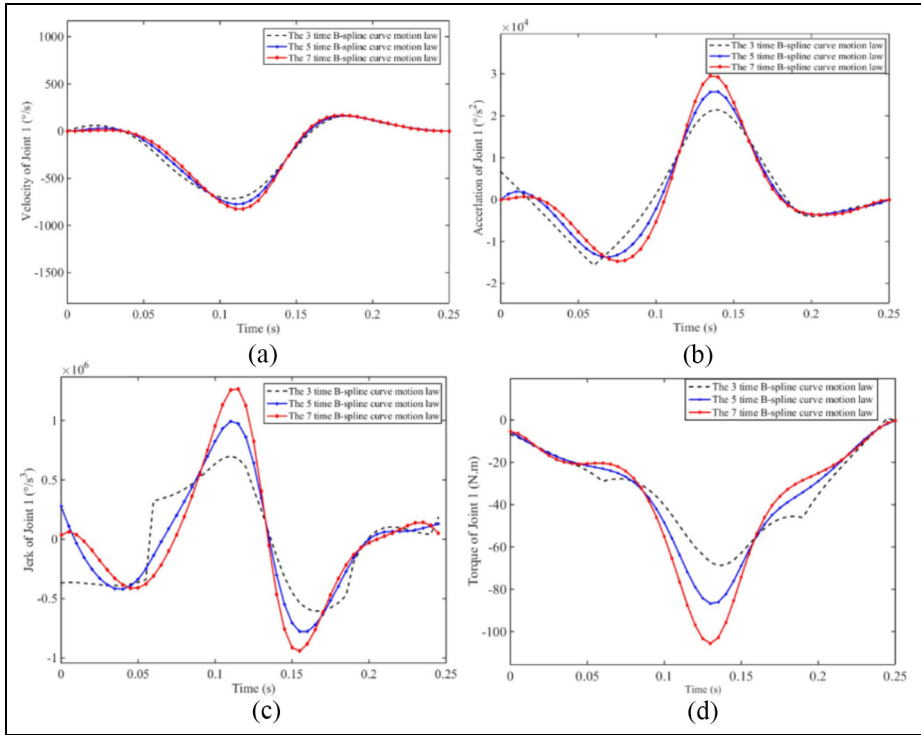 1000
500
0
-500
-1000
-1500
Velocity of Joint 1 (°/s)
The 3 time B-spline curve motion law
The 5 time B-spline curve motion law
The 7 time B-spline curve motion law
0 0.05 0.1 0.15 0.2 0.25
Time (s)
(a)
×10⁴
3
2
1
0
-1
-2
Accerlation of Joint 1 (°/s²)
The 3 time B-spline curve motion law
The 5 time B-spline curve motion law
The 7 time B-spline curve motion law
0 0.05 0.1 0.15 0.2 0.25
Time (s)
(b)
×10⁶
1
0.5
0
-0.5
-1
Jerk of Joint 1 (°/s³)
The 3 time B-spline curve motion law
The 5 time B-spline curve motion law
The 7 time B-spline curve motion law
0 0.05 0.1 0.15 0.2 0.25
Time (s)
(c)
0
-20
-40
-60
-80
-100
Torque of Joint 1 (N.m)
The 3 time B-spline curve motion law
The 5 time B-spline curve motion law
The 7 time B-spline curve motion law
0 0.05 0.1 0.15 0.2 0.25
Time (s)
(d)